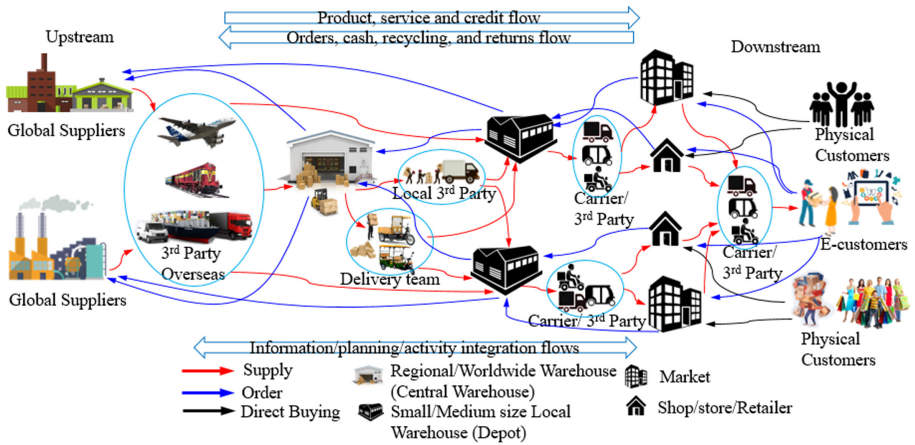 Product, service and credit flow
Orders, cash, recycling, and returns flow
Upstream
Downstream
Global Suppliers
Physical
Customers
Local 3rd Party
Carrier/
3rd Party
3rd Party
Overseas
Delivery team
E-customers
Carrier/
3rd Party
Global Suppliers
Carrier/ 3rd Party
Physical
Customers
Information/planning/activity integration flows
Supply
Order
Direct Buying
Regional/Worldwide Warehouse
(Central Warehouse)
Small/Medium size Local
Warehouse (Depot)
Market
Shop/store/Retailer